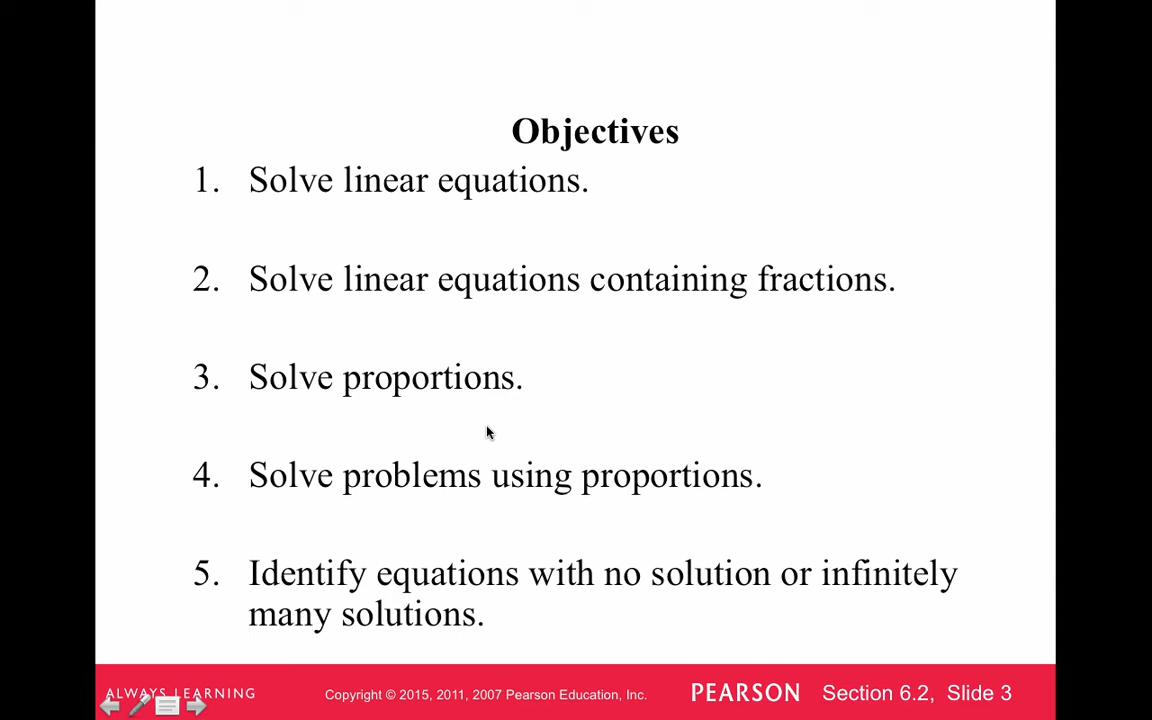 Objectives
1. Solve linear equations.
2. Solve linear equations containing fractions.
3. Solve proportions.
4. Solve problems using proportions.
5. Identify equations with no solution or infinitely
many solutions.
ALWAYS LEARNING
Copyright © 2015, 2011, 2007 Pearson Education, Inc.
PEARSON
Section 6.2, Slide 3